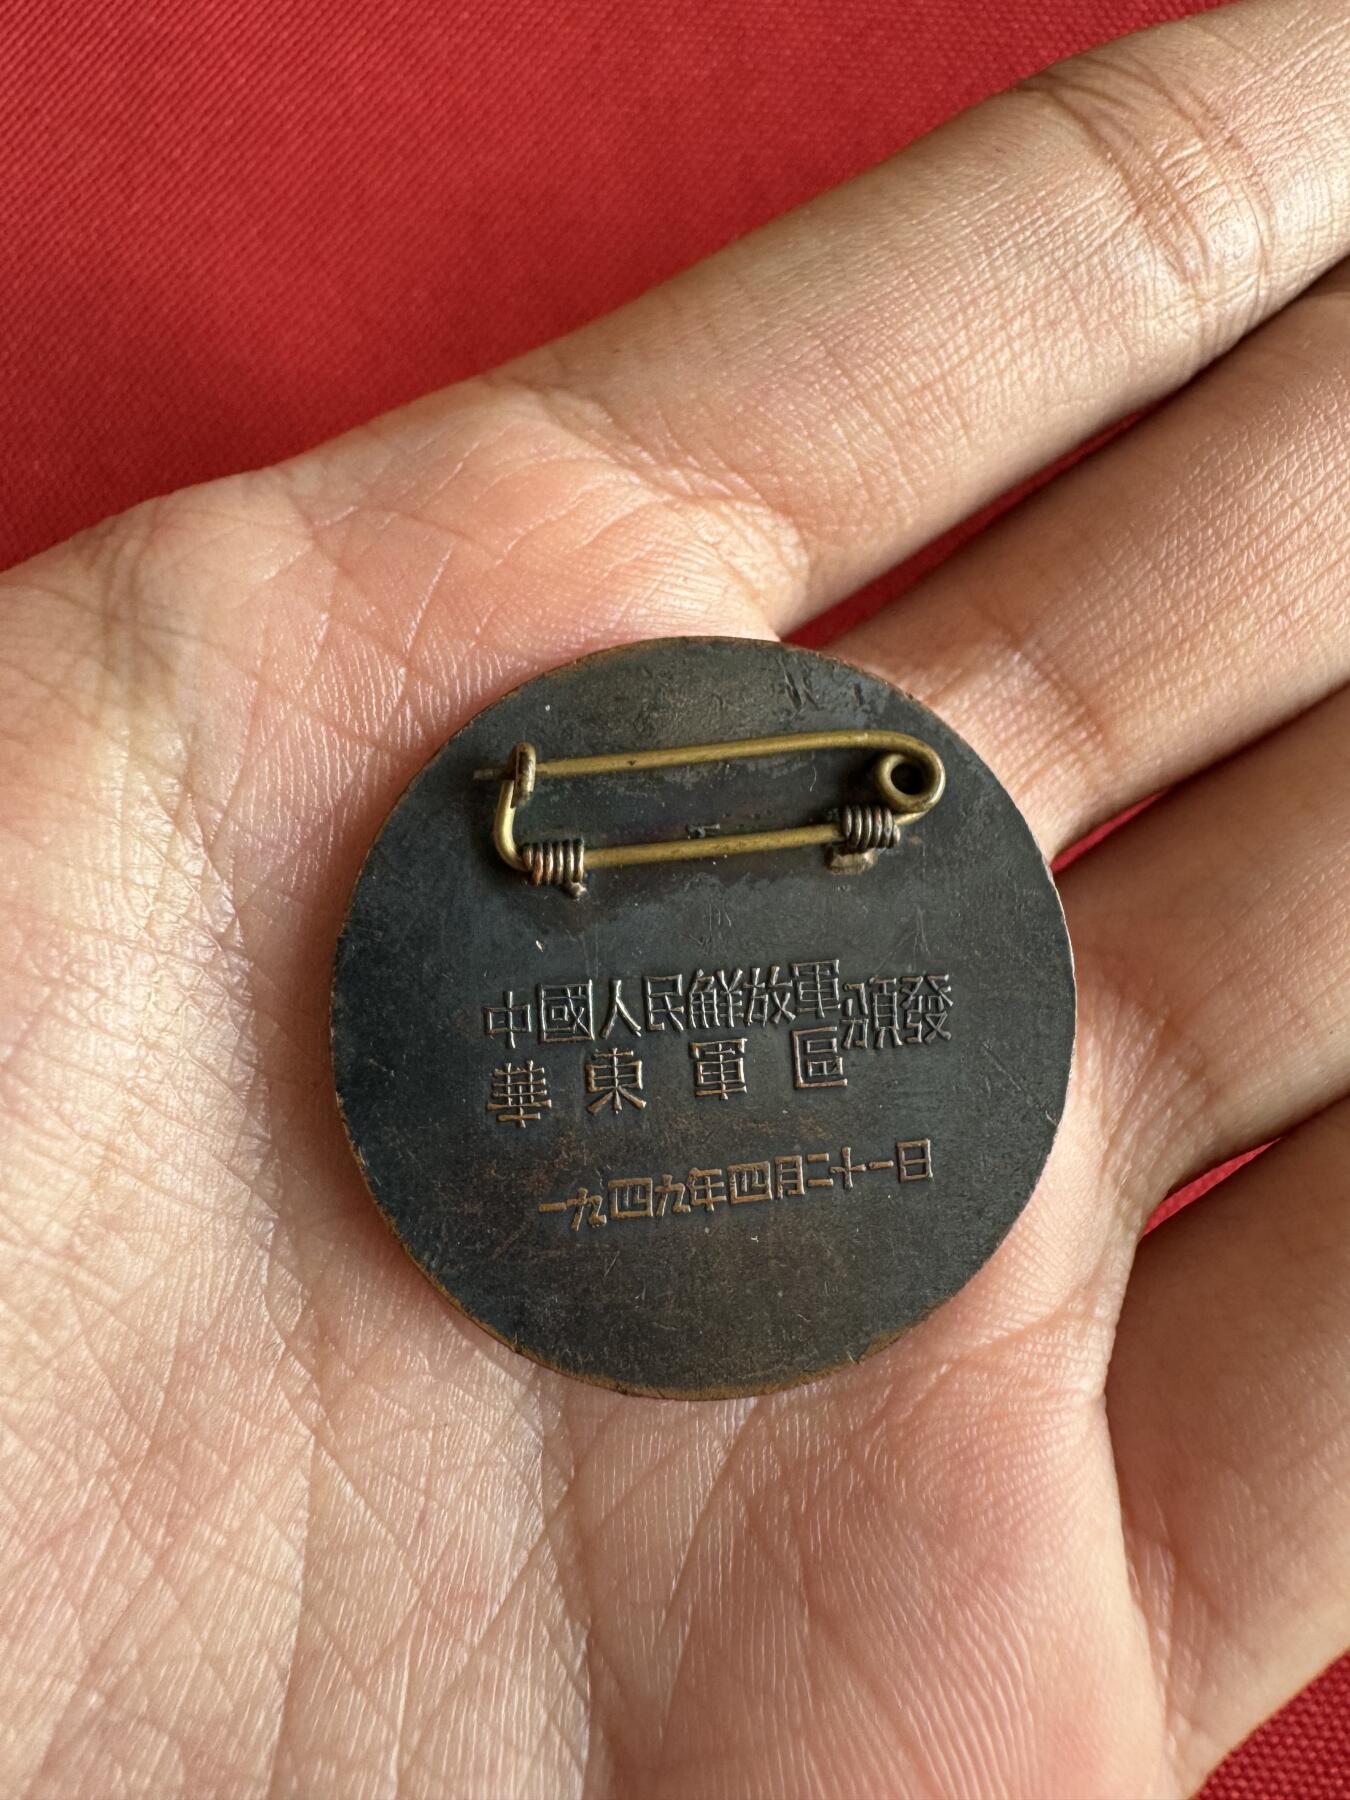 中國人民解放軍頒發
華東軍區
一九四九年四月二十一日